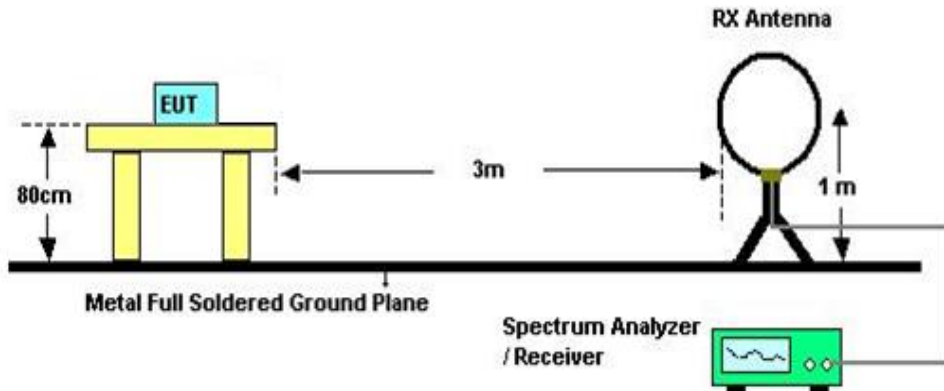 RX Antenna
EUT
80cm
3m
1 m
Metal Full Soldered Ground Plane
Spectrum Analyzer
/ Receiver